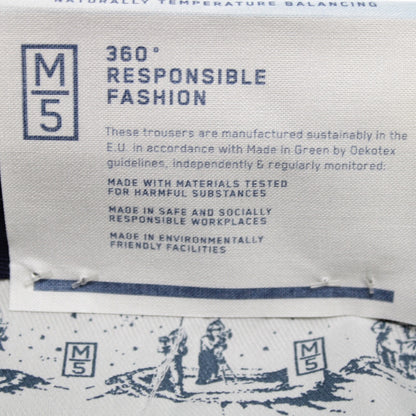 NATURALLY TEMPERATURE BALANCING
M
5
360°
RESPONSIBLE
FASHION
These trousers are manufactured sustainably in the
E.U. in accordance with Made in Green by Oekotex
guidelines, independently & regularly monitored:
MADE WITH MATERIALS TESTED
FOR HARMFUL SUBSTANCES
MADE IN SAFE AND SOCIALLY
RESPONSIBLE WORKPLACES
MADE IN ENVIRONMENTALLY
FRIENDLY FACILITIES
M
5
M
5